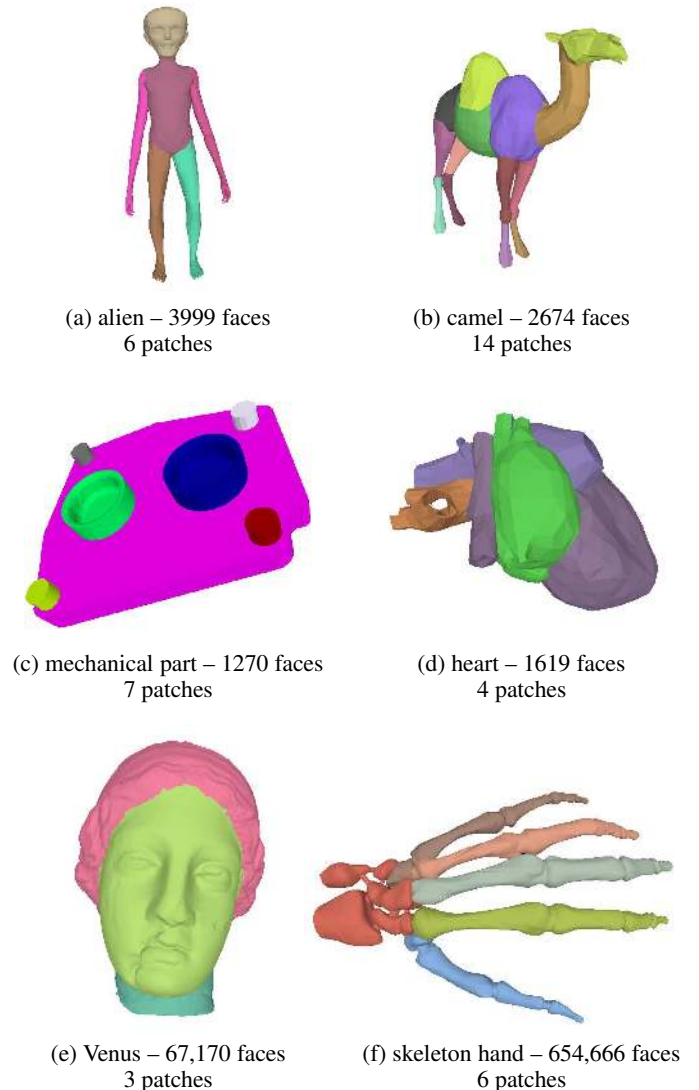 (a) alien – 3999 faces
6 patches
(b) camel – 2674 faces
14 patches
(c) mechanical part – 1270 faces
7 patches
(d) heart – 1619 faces
4 patches
(e) Venus – 67,170 faces
3 patches
(f) skeleton hand – 654,666 faces
6 patches